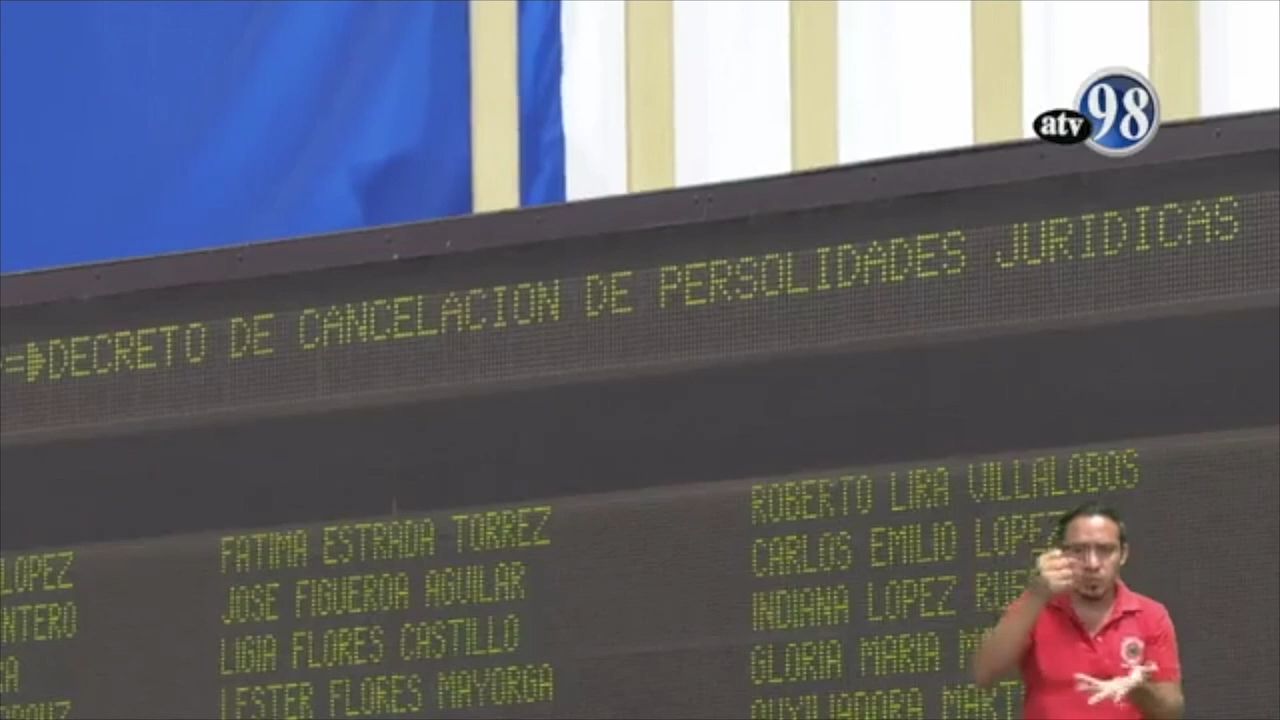 atv 98
DECRETO DE CANCELACION DE PERSOLIDADES JURIDICAS
LOPEZ
FATIMA ESTRADA TORREZ
JOSE FIGUEROA AGUILAR
LIGIA FLORES CASTILLO
LESTER FLORES MAYORGA
ROBERTO LIRA VILLALOBOS
CARLOS EMILIO LOPEZ
INDIANA LOPEZ
GLORIA MARIA
AUXILIADORA